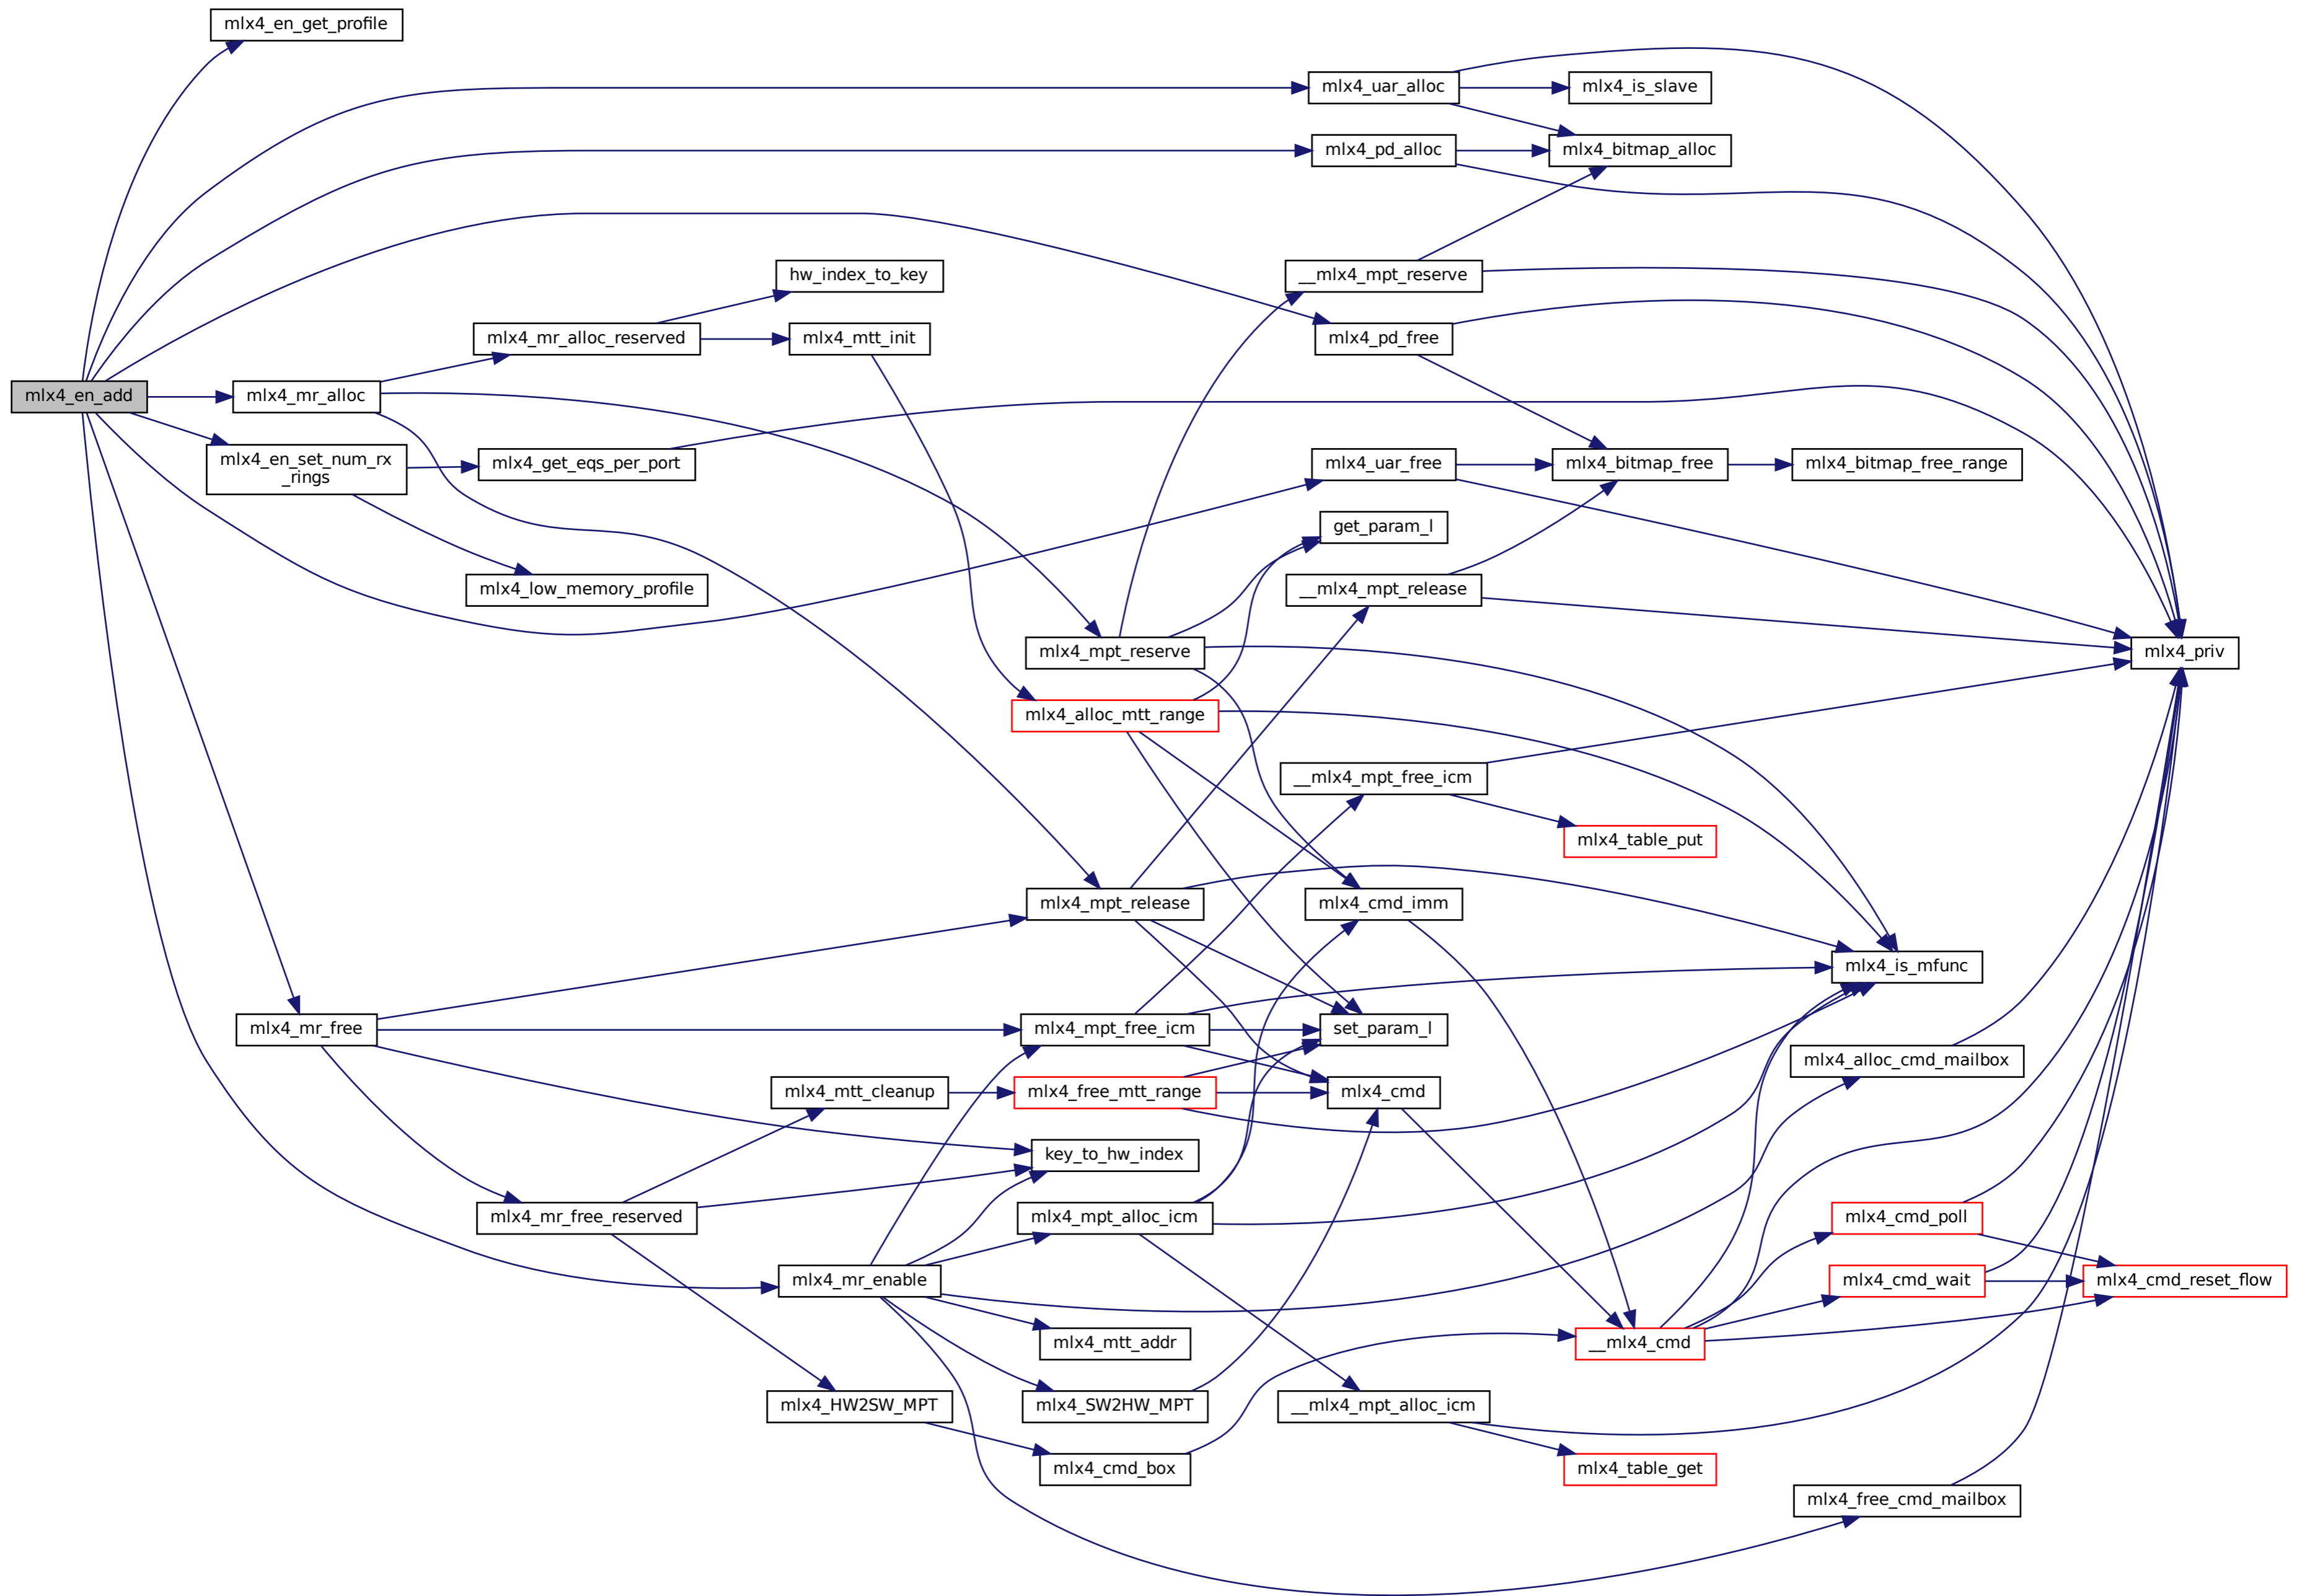 mlx4_en_get_profile
mlx4_uar_alloc
mlx4_is_slave
mlx4_pd_alloc
mlx4_bitmap_alloc
hw_index_to_key
__mlx4_mpt_reserve
mlx4_mr_alloc_reserved
mlx4_mtt_init
mlx4_pd_free
mlx4_en_add
mlx4_mr_alloc
mlx4_en_set_num_rx
_rings
mlx4_get_eqs_per_port
mlx4_uar_free
mlx4_bitmap_free
mlx4_bitmap_free_range
get_param_l
mlx4_low_memory_profile
__mlx4_mpt_release
mlx4_mpt_reserve
mlx4_priv
mlx4_alloc_mtt_range
__mlx4_mpt_free_icm
mlx4_table_put
mlx4_mpt_release
mlx4_cmd_imm
mlx4_is_mfunc
mlx4_mr_free
mlx4_mpt_free_icm
set_param_l
mlx4_alloc_cmd_mailbox
mlx4_mtt_cleanup
mlx4_free_mtt_range
mlx4_cmd
key_to_hw_index
mlx4_mr_free_reserved
mlx4_mpt_alloc_icm
mlx4_cmd_poll
mlx4_mr_enable
mlx4_cmd_wait
mlx4_cmd_reset_flow
mlx4_mtt_addr
__mlx4_cmd
mlx4_HW2SW_MPT
mlx4_SW2HW_MPT
__mlx4_mpt_alloc_icm
mlx4_cmd_box
mlx4_table_get
mlx4_free_cmd_mailbox